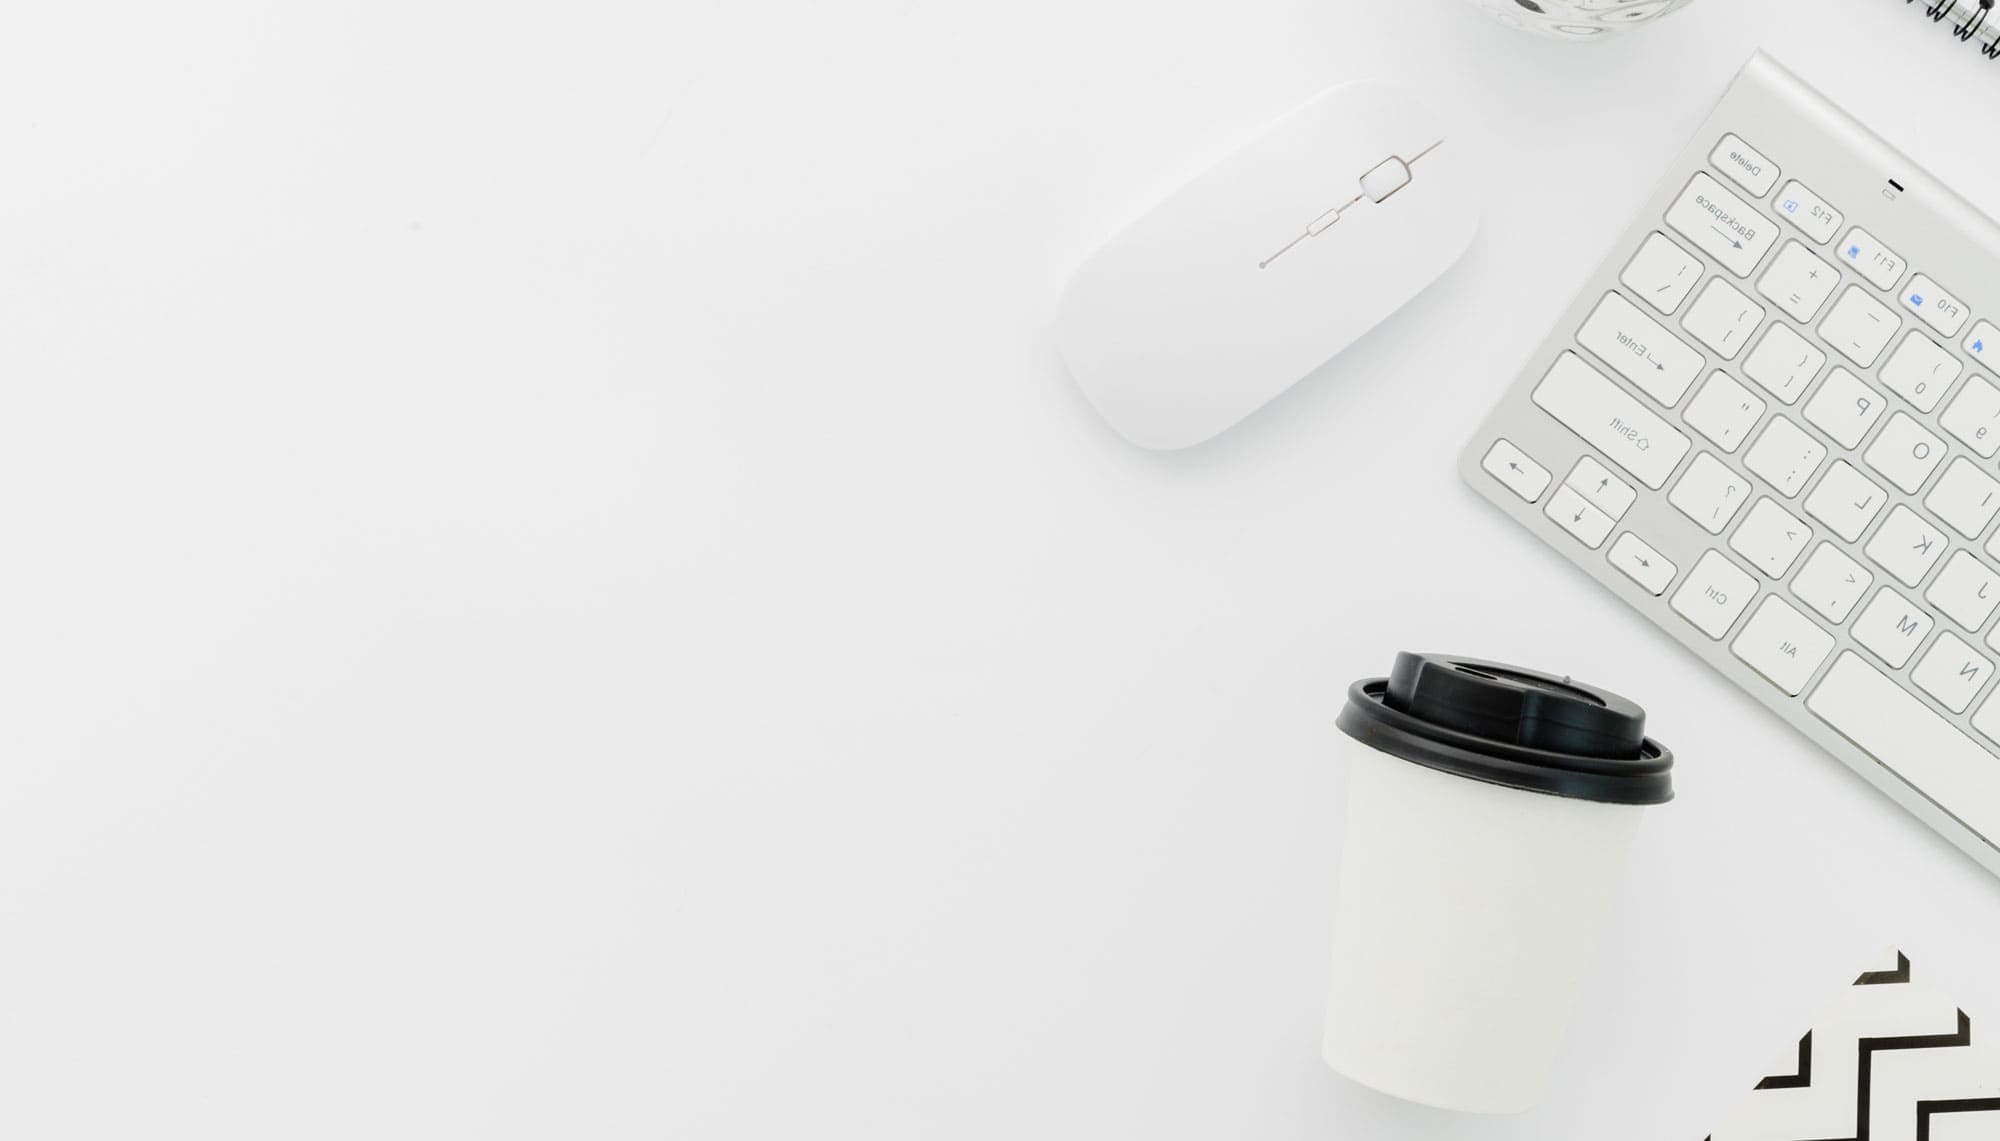 Delete
F12
F11
F10
Backspace
+ =
_ -
) 0
( 9
| \
} ]
{ [
P
O
I
Enter
" '
: ;
L
K
J
Shift
? /
> .
< ,
M
N
Ctrl
Alt